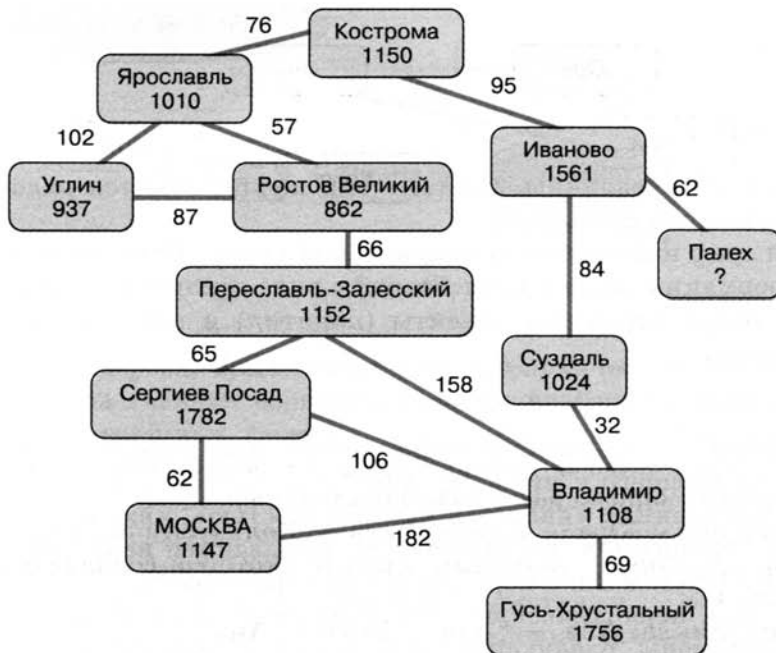 76
Кострома
1150
Ярославль
1010
95
102
57
Иваново
1561
Углич
937
87
Ростов Великий
862
62
66
84
Палех
?
Переславль-Залесский
1152
65
158
Суздаль
1024
Сергиев Посад
1782
32
62
106
Владимир
1108
МОСКВА
1147
182
69
Гусь-Хрустальный
1756